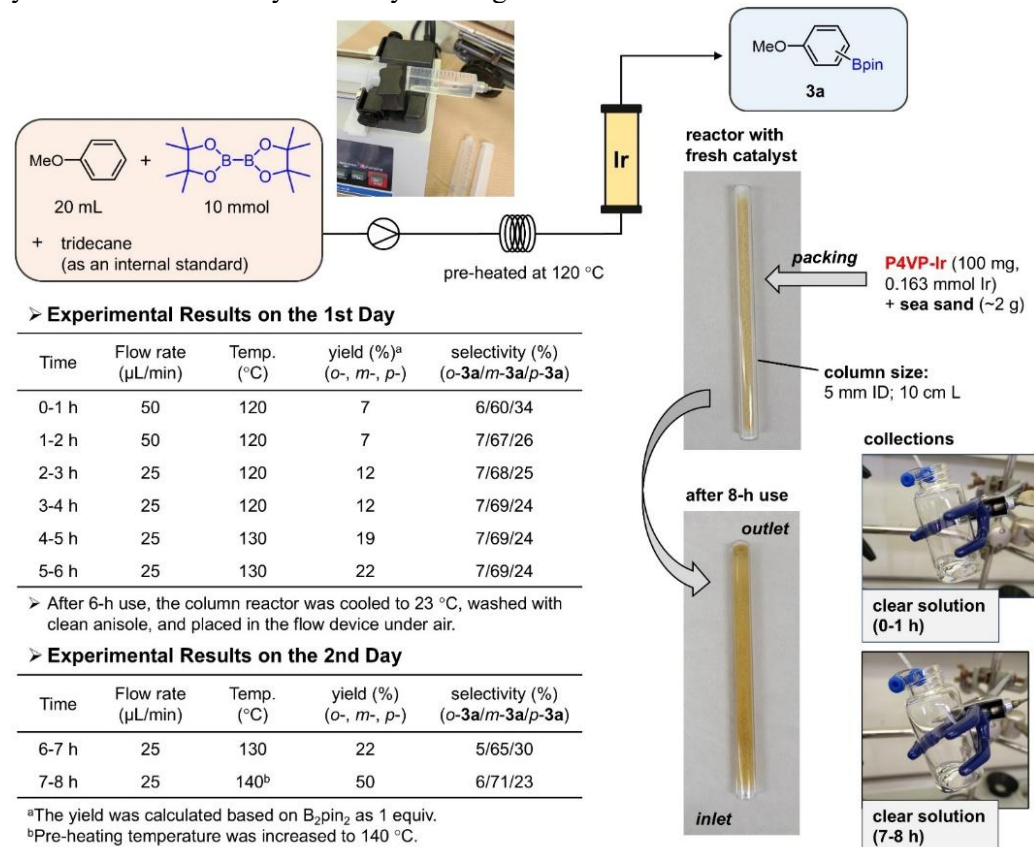 MeO
Bpin
3a
Ir
reactor with
fresh catalyst
MeO
+
O
O
B
B
O
O
20 mL
10 mmol
+ tridecane
(as an internal standard)
pre-heated at 120 °C
packing
P4VP-Ir (100 mg,
0.163 mmol Ir)
+ sea sand (~2 g)
column size:
5 mm ID; 10 cm L
➢ Experimental Results on the 1st Day
Time Flow rate (μL/min) Temp. (°C) yield (%)ᵃ (o-, m-, p-) selectivity (%) (o-3a/m-3a/p-3a)
0-1 h 50 120 7 6/60/34
1-2 h 50 120 7 7/67/26
2-3 h 25 120 12 7/68/25
3-4 h 25 120 12 7/69/24
4-5 h 25 130 19 7/69/24
5-6 h 25 130 22 7/69/24
➢ After 6-h use, the column reactor was cooled to 23 °C, washed with
clean anisole, and placed in the flow device under air.
➢ Experimental Results on the 2nd Day
Time Flow rate (μL/min) Temp. (°C) yield (%) (o-, m-, p-) selectivity (%) (o-3a/m-3a/p-3a)
6-7 h 25 130 22 5/65/30
7-8 h 25 140ᵇ 50 6/71/23
ᵃThe yield was calculated based on B₂pin₂ as 1 equiv.
ᵇPre-heating temperature was increased to 140 °C.
after 8-h use
outlet
inlet
collections
clear solution
(0-1 h)
clear solution
(7-8 h)